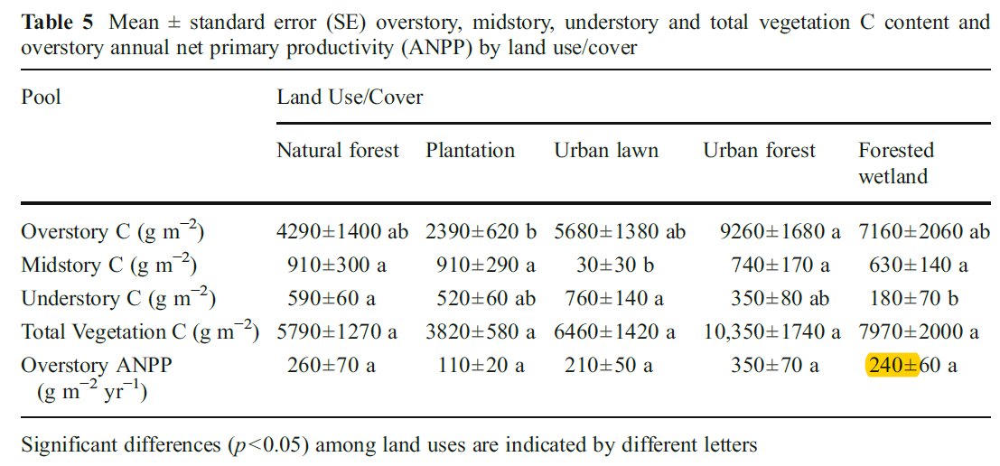 Table 5 Mean ± standard error (SE) overstory, midstory, understory and total vegetation C content and
overstory annual net primary productivity (ANPP) by land use/cover
Pool Land Use/Cover
Natural forest Plantation Urban lawn Urban forest Forested
wetland
Overstory C (g m−2) 4290±1400 ab 2390±620 b 5680±1380 ab 9260±1680 a 7160±2060 ab
Midstory C (g m−2) 910±300 a 910±290 a 30±30 b 740±170 a 630±140 a
Understory C (g m−2) 590±60 a 520±60 ab 760±140 a 350±80 ab 180±70 b
Total Vegetation C (g m−2) 5790±1270 a 3820±580 a 6460±1420 a 10,350±1740 a 7970±2000 a
Overstory ANPP 260±70 a 110±20 a 210±50 a 350±70 a 240±60 a
(g m−2 yr−1)
Significant differences (p<0.05) among land uses are indicated by different letters